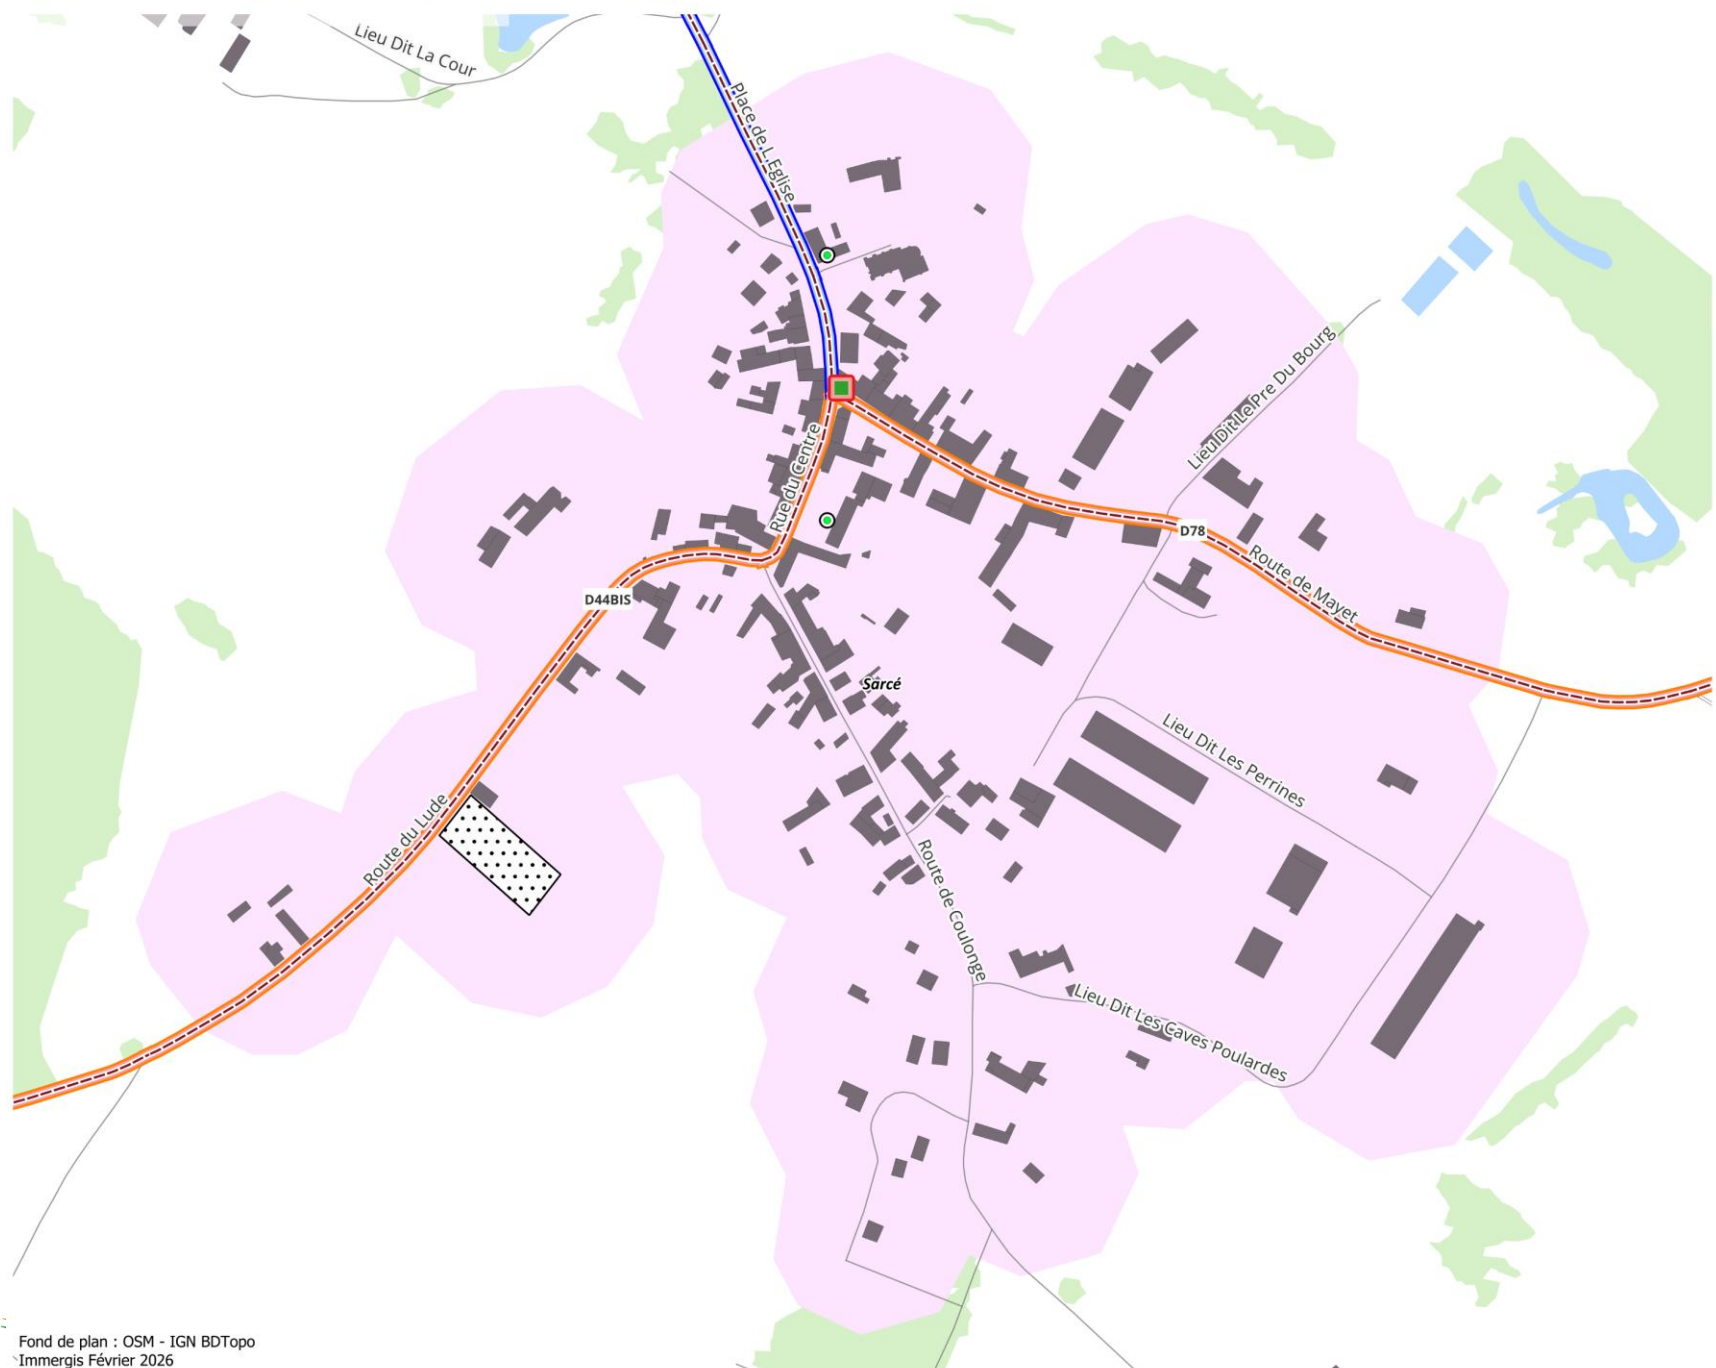 Lieu Dit La Cour
Place de L Eglise
Lieu Dit Le Pre Du Bourg
Rue du Centre
D78
Route de Mayet
D44BIS
Sarcé
Lieu Dit Les Perrines
Route du Lude
Route de Coulonge
Lieu Dit Les Caves Poulardes
Fond de plan : OSM - IGN BDTopo
Immergis Février 2026